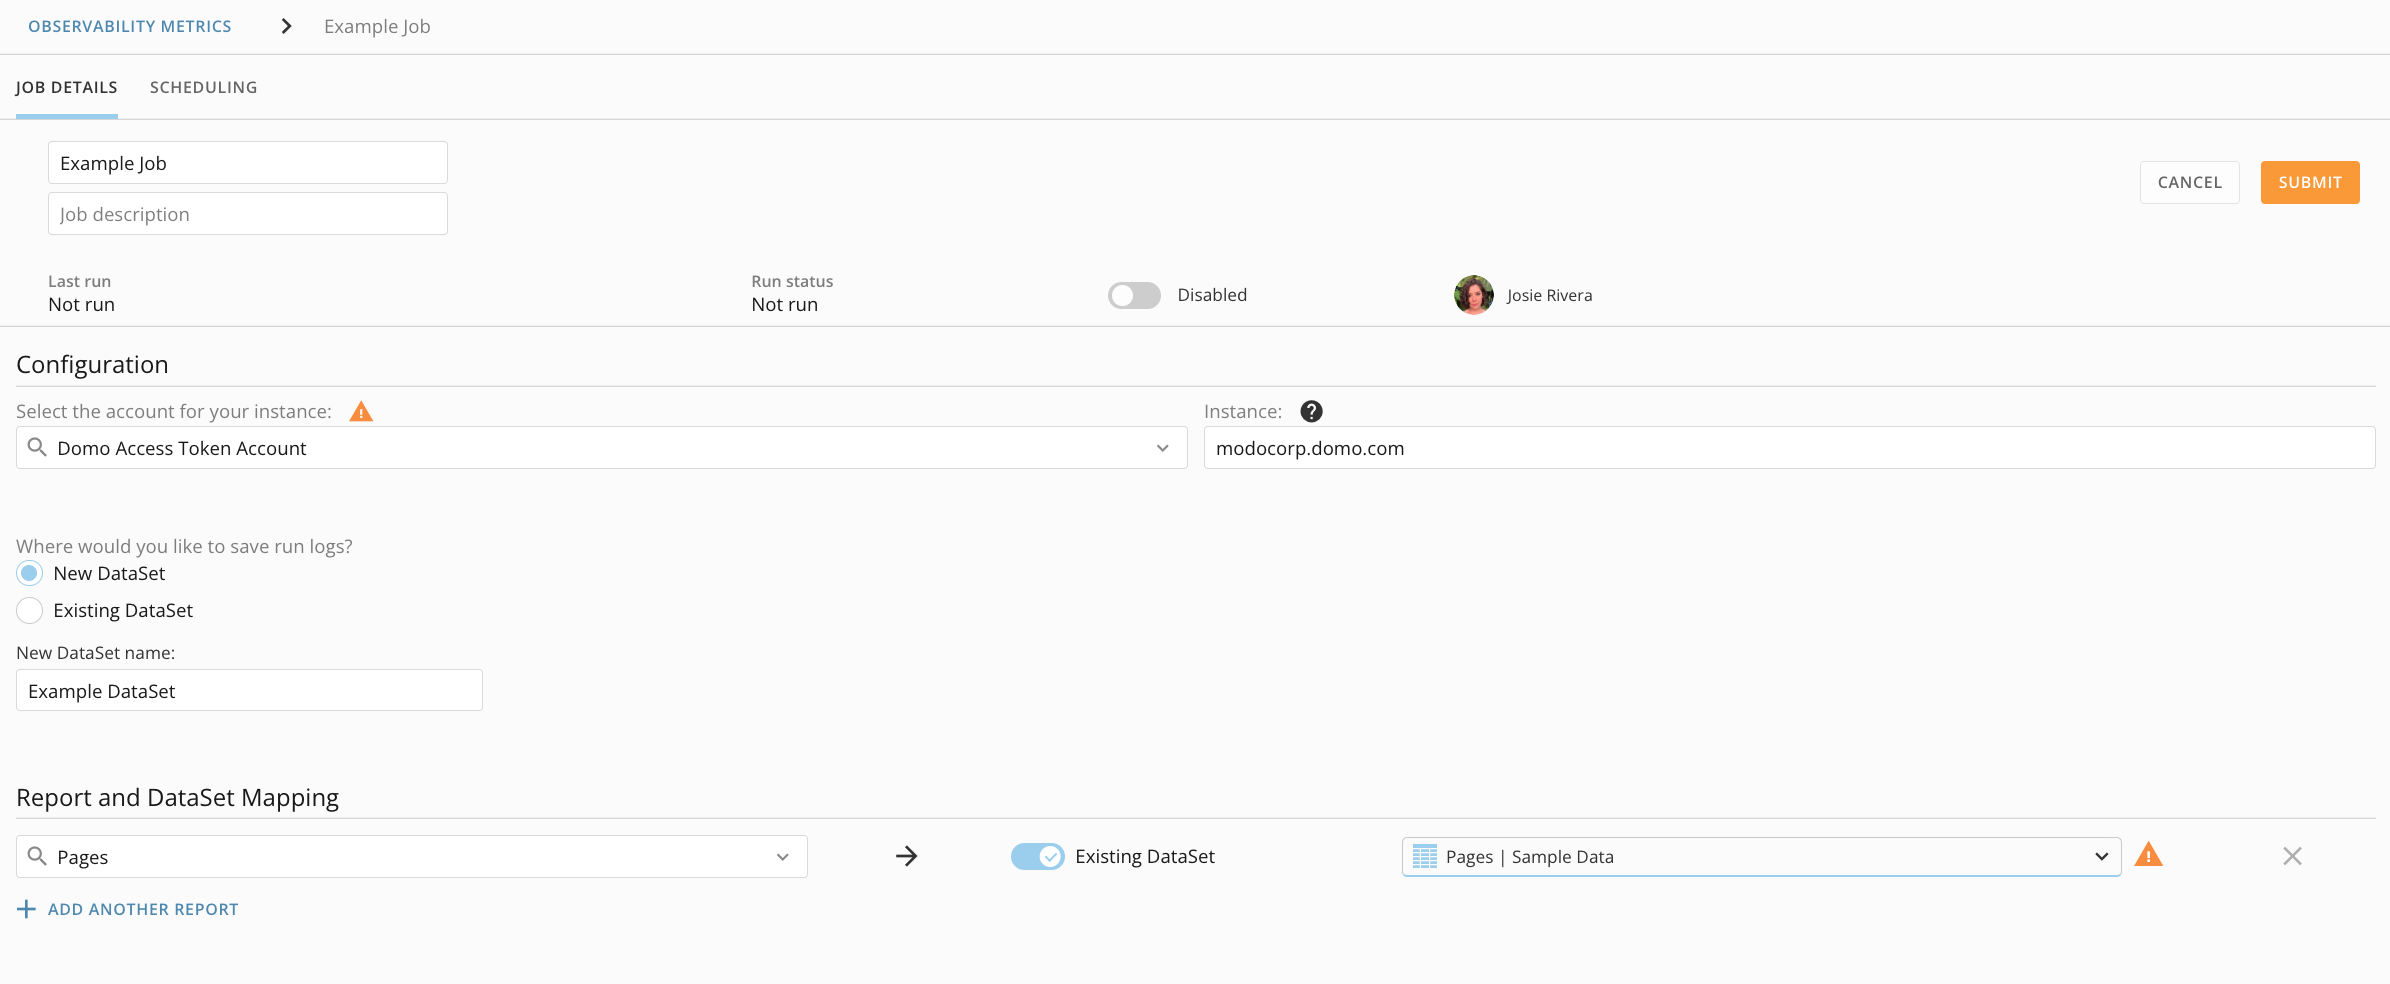 OBSERVABILITY METRICS Example Job
JOB DETAILS SCHEDULING
Example Job
Job description
CANCEL SUBMIT
Last run
Not run
Run status
Not run
Disabled
Josie Rivera
Configuration
Select the account for your instance:
Domo Access Token Account
Instance:
modocorp.domo.com
Where would you like to save run logs?
New DataSet
Existing DataSet
New DataSet name:
Example DataSet
Report and DataSet Mapping
Pages
Existing DataSet
Pages | Sample Data
ADD ANOTHER REPORT